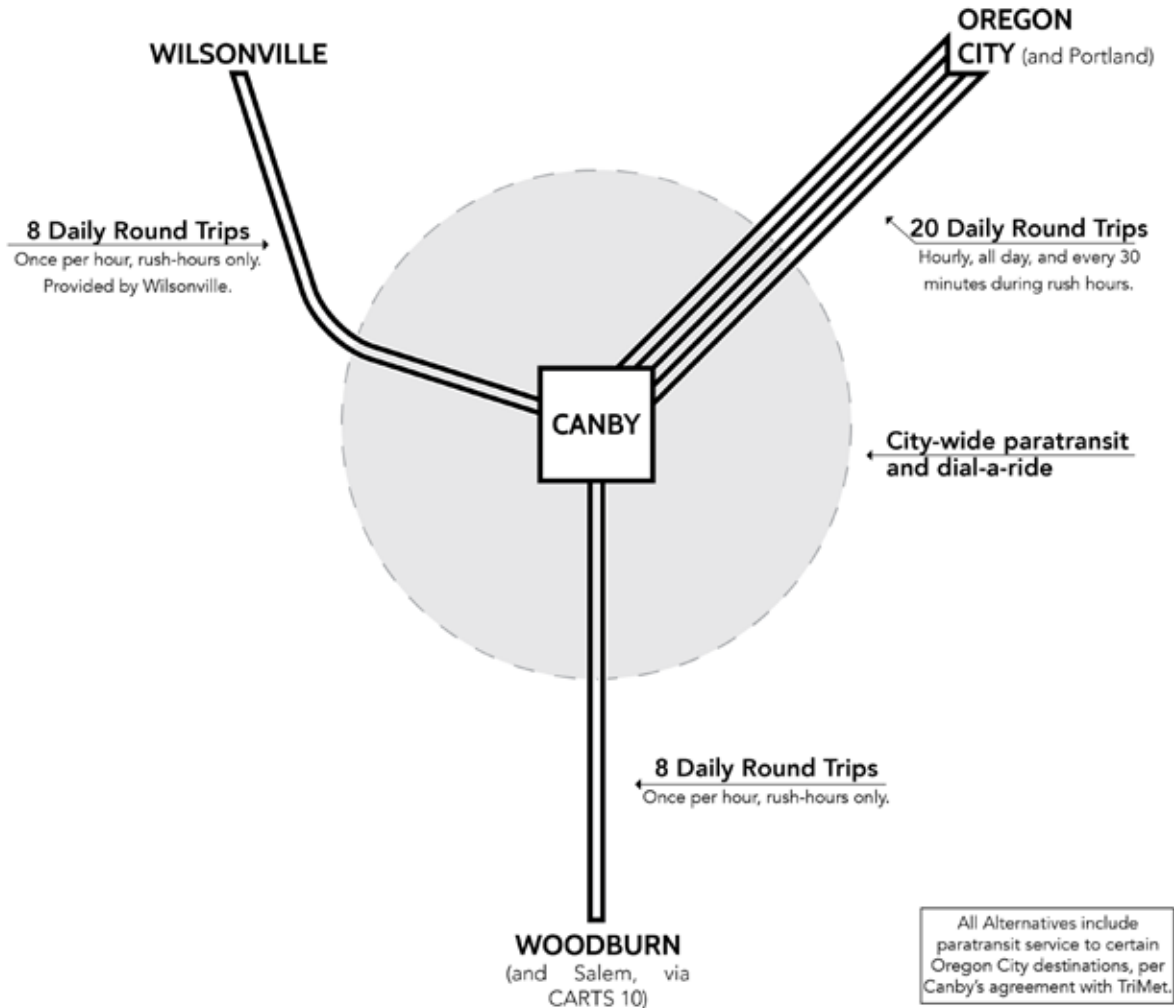 WILSONVILLE
OREGON
CITY (and Portland)
8 Daily Round Trips
Once per hour, rush-hours only.
Provided by Wilsonville.
20 Daily Round Trips
Hourly, all day, and every 30
minutes during rush hours.
CANBY
City-wide paratransit
and dial-a-ride
8 Daily Round Trips
Once per hour, rush-hours only.
WOODBURN
(and Salem, via
CARTS 10)
All Alternatives include
paratransit service to certain
Oregon City destinations, per
Canby's agreement with TriMet.